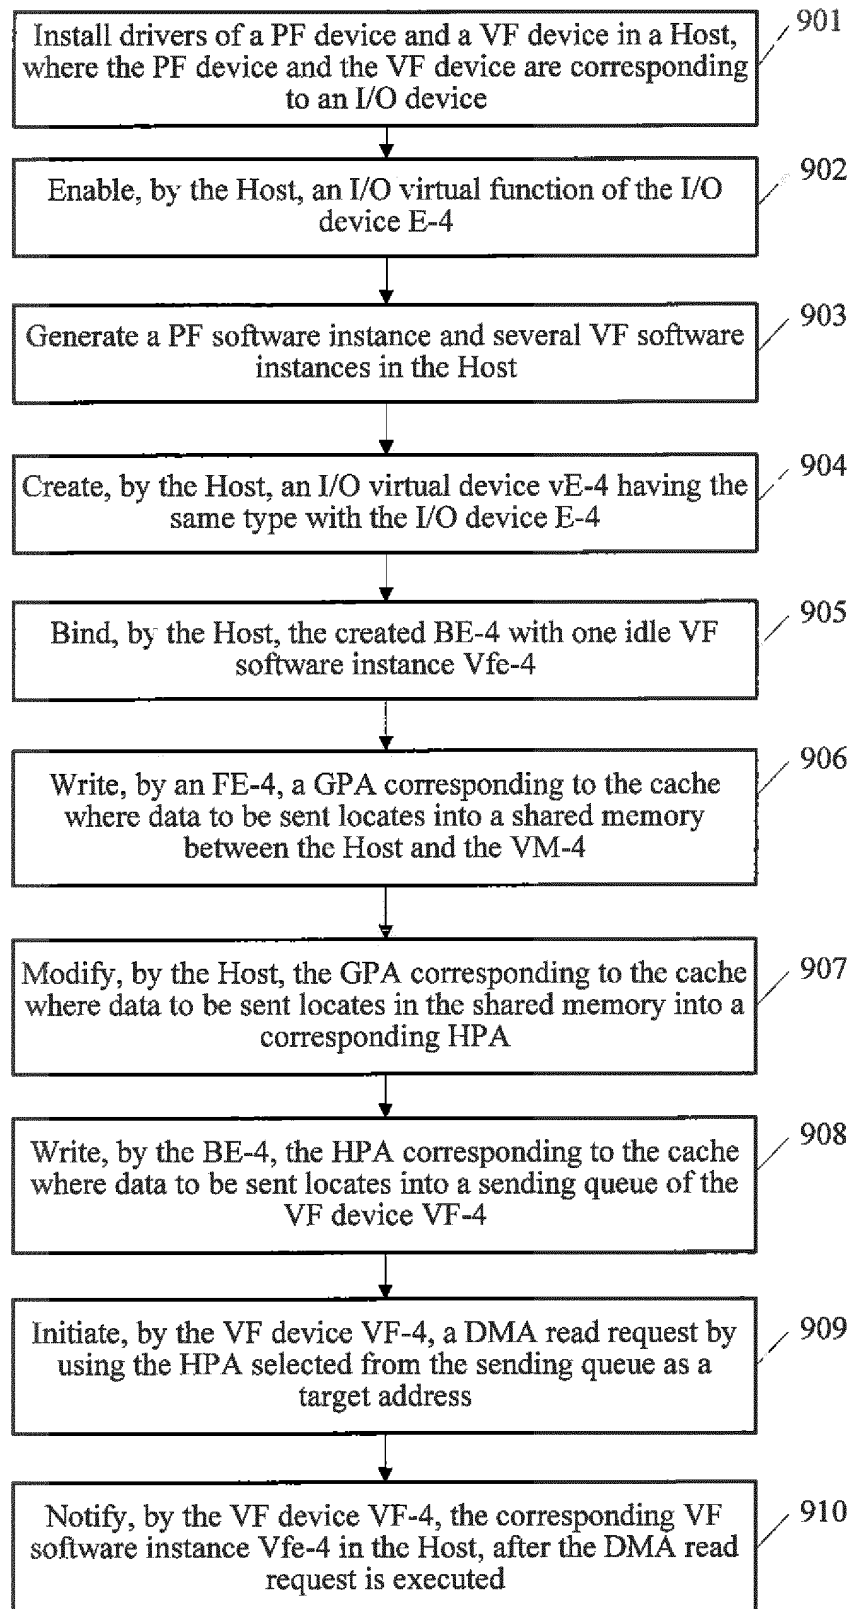 Install drivers of a PF device and a VF device in a Host,
where the PF device and the VF device are corresponding
to an I/O device
901
Enable, by the Host, an I/O virtual function of the I/O
device E-4
902
Generate a PF software instance and several VF software
instances in the Host
903
Create, by the Host, an I/O virtual device vE-4 having the
same type with the I/O device E-4
904
Bind, by the Host, the created BE-4 with one idle VF
software instance Vfe-4
905
Write, by an FE-4, a GPA corresponding to the cache
where data to be sent locates into a shared memory
between the Host and the VM-4
906
Modify, by the Host, the GPA corresponding to the cache
where data to be sent locates in the shared memory into a
corresponding HPA
907
Write, by the BE-4, the HPA corresponding to the cache
where data to be sent locates into a sending queue of the
VF device VF-4
908
Initiate, by the VF device VF-4, a DMA read request by
using the HPA selected from the sending queue as a
target address
909
Notify, by the VF device VF-4, the corresponding VF
software instance Vfe-4 in the Host, after the DMA read
request is executed
910